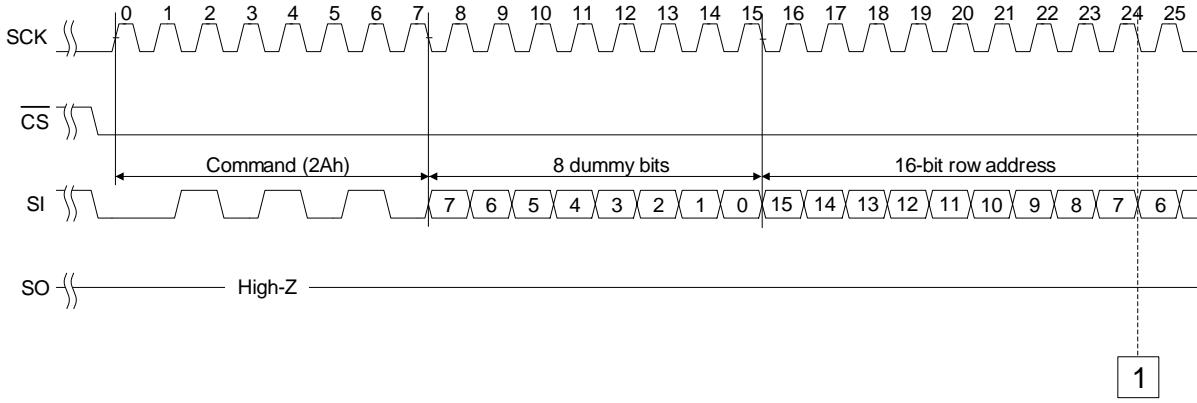 0 1 2 3 4 5 6 7 8 9 10 11 12 13 14 15 16 17 18 19 20 21 22 23 24 25
SCK
CS
Command (2Ah) 8 dummy bits 16-bit row address
SI 7 6 5 4 3 2 1 0 15 14 13 12 11 10 9 8 7 6
SO High-Z
1